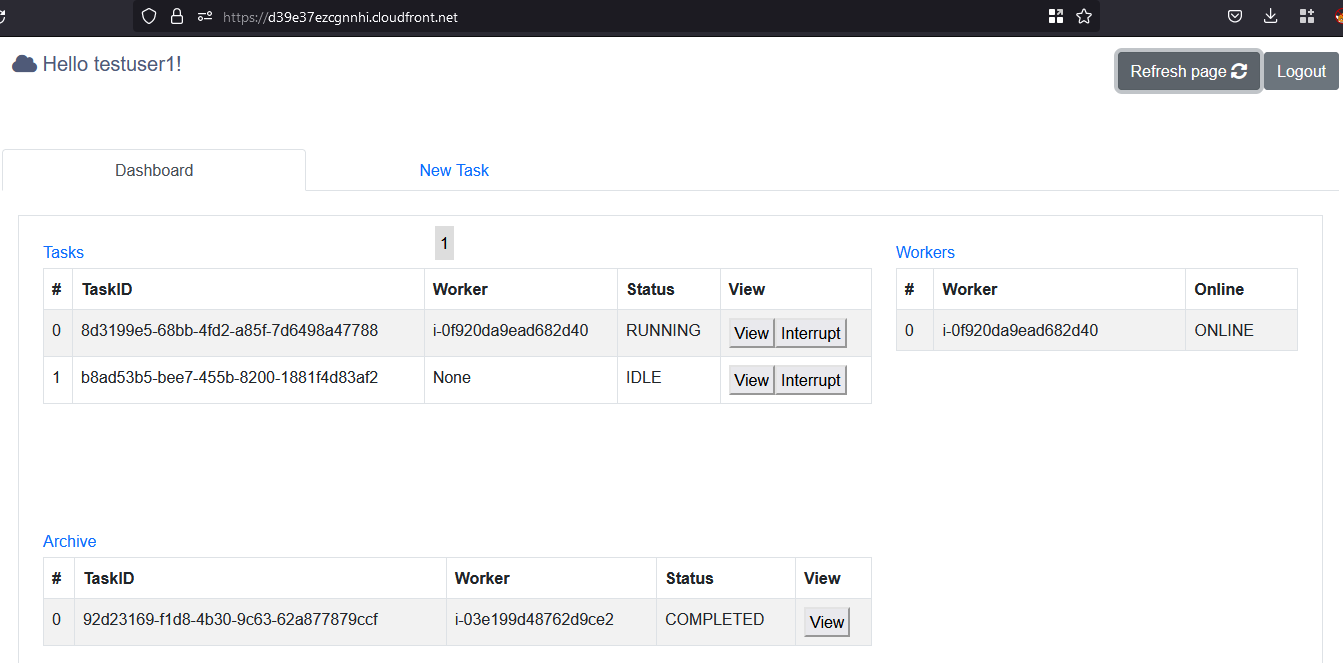 https://d39e37ezcgnnhi.cloudfront.net
Hello testuser1!
Refresh page
Logout
Dashboard
New Task
1
Tasks
# TaskID Worker Status View
0 8d3199e5-68bb-4fd2-a85f-7d6498a47788 i-0f920da9ead682d40 RUNNING View Interrupt
1 b8ad53b5-bee7-455b-8200-1881f4d83af2 None IDLE View Interrupt
Workers
# Worker Online
0 i-0f920da9ead682d40 ONLINE
Archive
# TaskID Worker Status View
0 92d23169-f1d8-4b30-9c63-62a877879ccf i-03e199d48762d9ce2 COMPLETED View